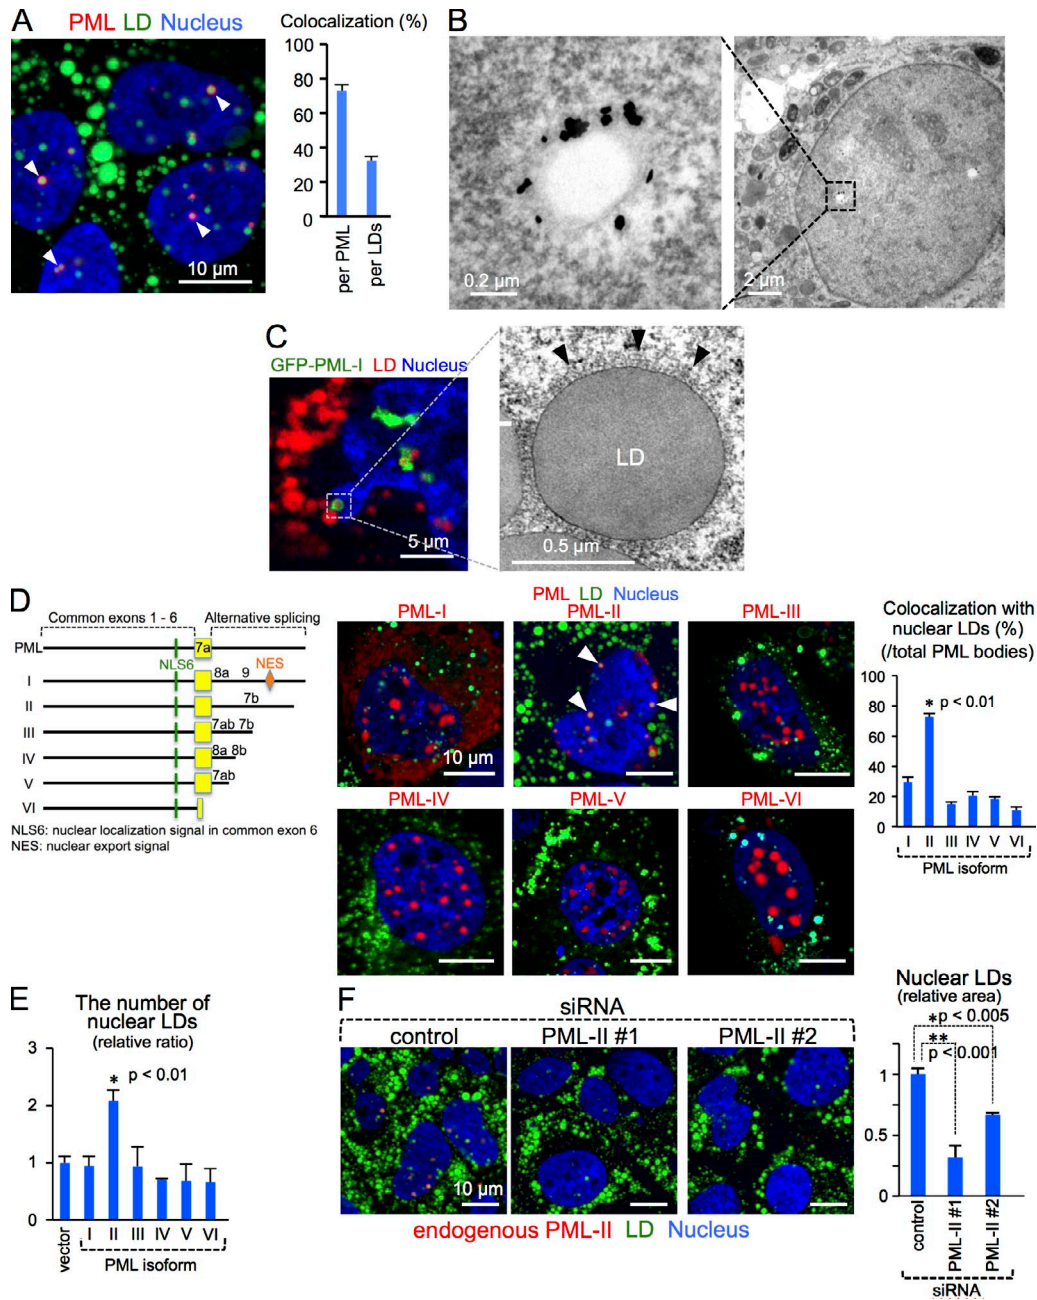 A
PML LD Nucleus
10 µm
Colocalization (%)
100
80
60
40
20
0
per PML
per LDs
B
0.2 µm
2 µm
C
GFP-PML-I LD Nucleus
5 µm
LD
0.5 µm
D
Common exons 1 - 6
Alternative splicing
PML
7a
NLS6
NES
I
8a 9
II
7b
III
7ab 7b
IV
8a 8b
V
7ab
VI
NLS6: nuclear localization signal in common exon 6
NES: nuclear export signal
PML LD Nucleus
PML-I
PML-II
PML-III
10 µm
PML-IV
PML-V
PML-VI
Colocalization with
nuclear LDs (%)
(/total PML bodies)
100
80
60
40
20
0
* p < 0.01
I II III IV V VI
PML isoform
E
The number of
nuclear LDs
(relative ratio)
3
2
1
0
* p < 0.01
vector
I II III IV V VI
PML isoform
F
siRNA
control
PML-II #1
PML-II #2
10 µm
endogenous PML-II LD Nucleus
Nuclear LDs
(relative area)
*p < 0.005
**
p < 0.001
1
0.5
0
control
PML-II #1
PML-II #2
siRNA